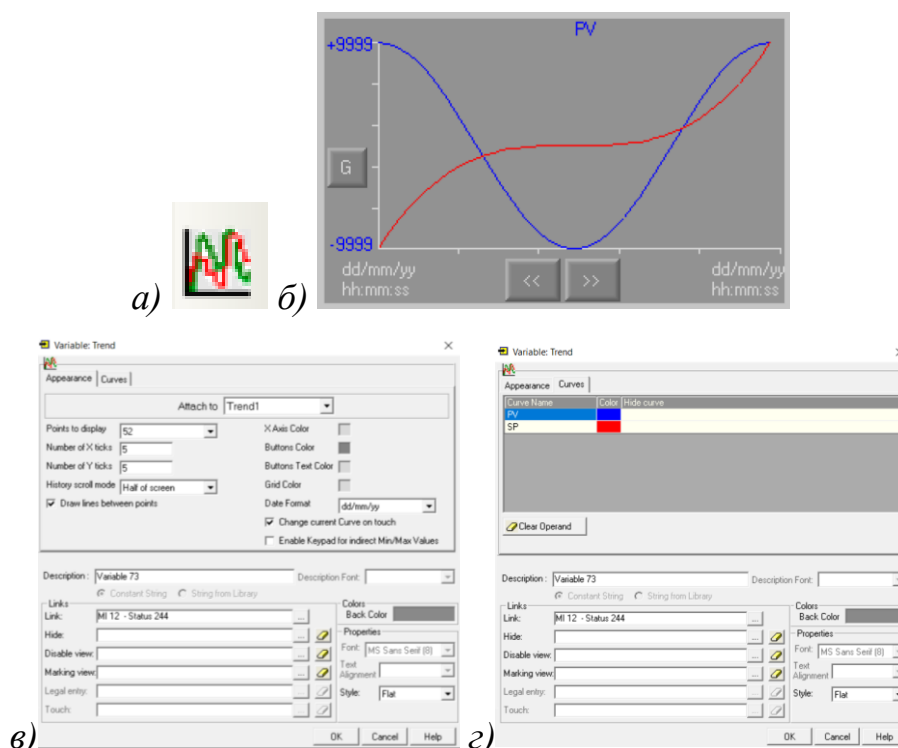 PV
+9999
G
-9999
dd/mm/yy
hh:mm:ss
<< >>
dd/mm/yy
hh:mm:ss
а) б)
Variable: Trend
Appearance Curves
Attach to Trend1
Points to display 52 X Axis Color
Number of X ticks 5 Buttons Color
Number of Y ticks 5 Buttons Text Color
Grid Color
History scroll mode Half of screen Date Format dd/mm/yy
Draw lines between points
Change current Curve on touch
Enable Keypad for indirect Min/Max Values
Description: Variable 73 Description Font:
Constant String String from Library
Links Colors
Link: MI 12 - Status 244 ... Back Color
Hide: ... Properties
Disable view: ... Font: MS Sans Serif (8)
Marking view: ... Text Alignment
Legal entry: ... Style: Flat
Touch: ...
OK Cancel Help
в)
Variable: Trend
Appearance Curves
Curve Name Color Hide curve
PV
SP
Clear Operand
Description: Variable 73 Description Font:
Constant String String from Library
Links Colors
Link: MI 12 - Status 244 ... Back Color
Hide: ... Properties
Disable view: ... Font: MS Sans Serif (8)
Marking view: ... Text Alignment
Legal entry: ... Style: Flat
Touch: ...
OK Cancel Help
г)